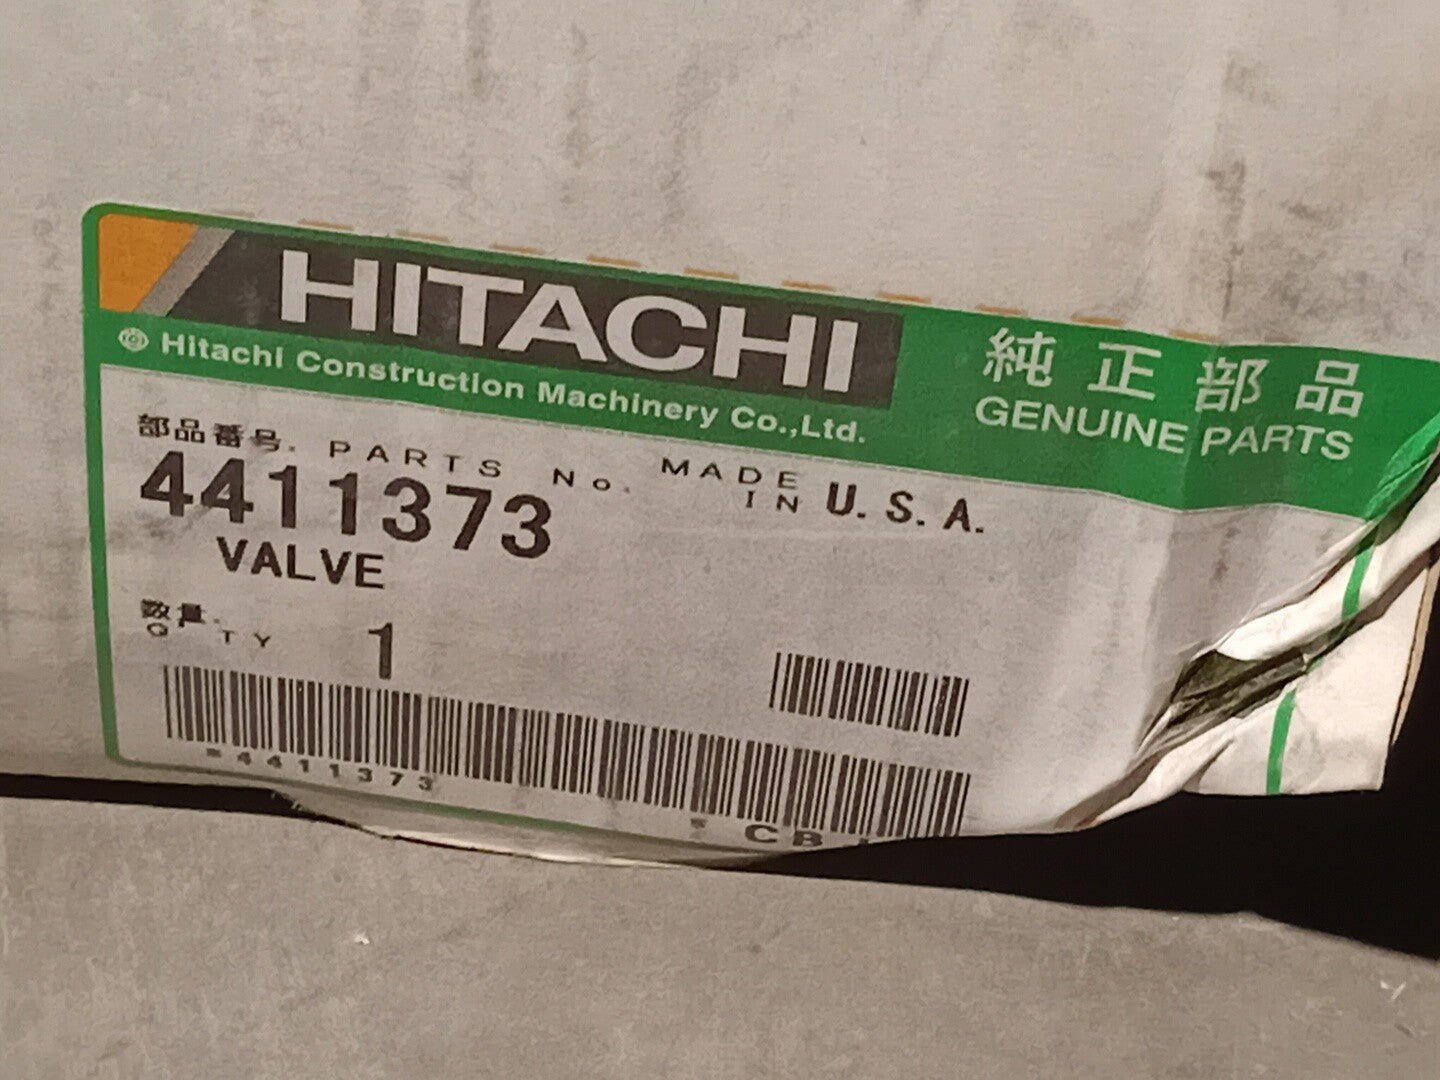 HITACHI
Hitachi Construction Machinery Co.,Ltd.
純正部品
GENUINE PARTS
部品番号. PARTS No. MADE IN U.S.A.
4411373
VALVE
数量.
Q'TY 1
*4411373
CB